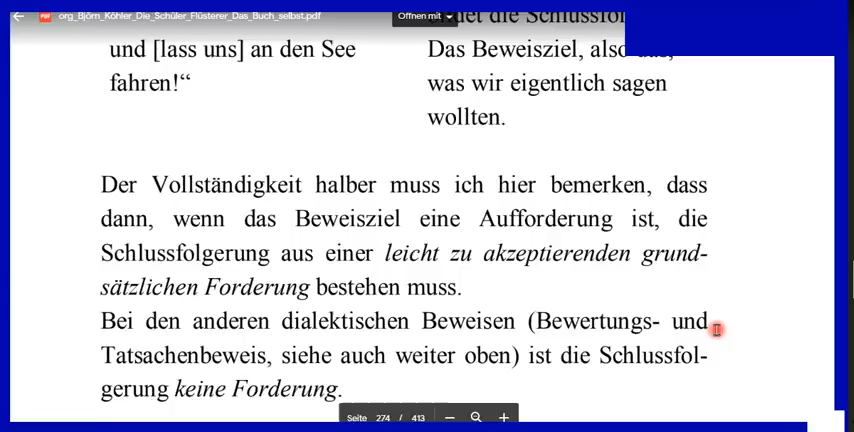 org_Björn_Köhler_Die_Schüler_Flüsterer_Das_Buch_selbst.pdf
Öffnen mit
die Schlussfol
und [lass uns] an den See
fahren!“
Das Beweisziel, also das,
was wir eigentlich sagen
wollten.
Der Vollständigkeit halber muss ich hier bemerken, dass
dann, wenn das Beweisziel eine Aufforderung ist, die
Schlussfolgerung aus einer leicht zu akzeptierenden grund-
sätzlichen Forderung bestehen muss.
Bei den anderen dialektischen Beweisen (Bewertungs- und
Tatsachenbeweis, siehe auch weiter oben) ist die Schlussfol-
gerung keine Forderung.
Seite 274 / 413